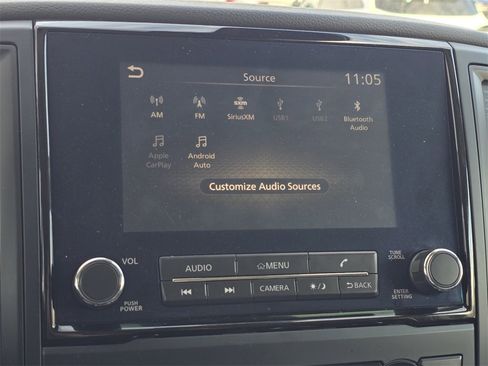 Source
11:05
AM
FM
sxm
SiriusXM
USB1
USB2
Bluetooth
Audio
Apple
CarPlay
Android
Auto
Customize Audio Sources
VOL
AUDIO
MENU
TUNE
SCROLL
PUSH
POWER
CAMERA
BACK
ENTER
SETTING